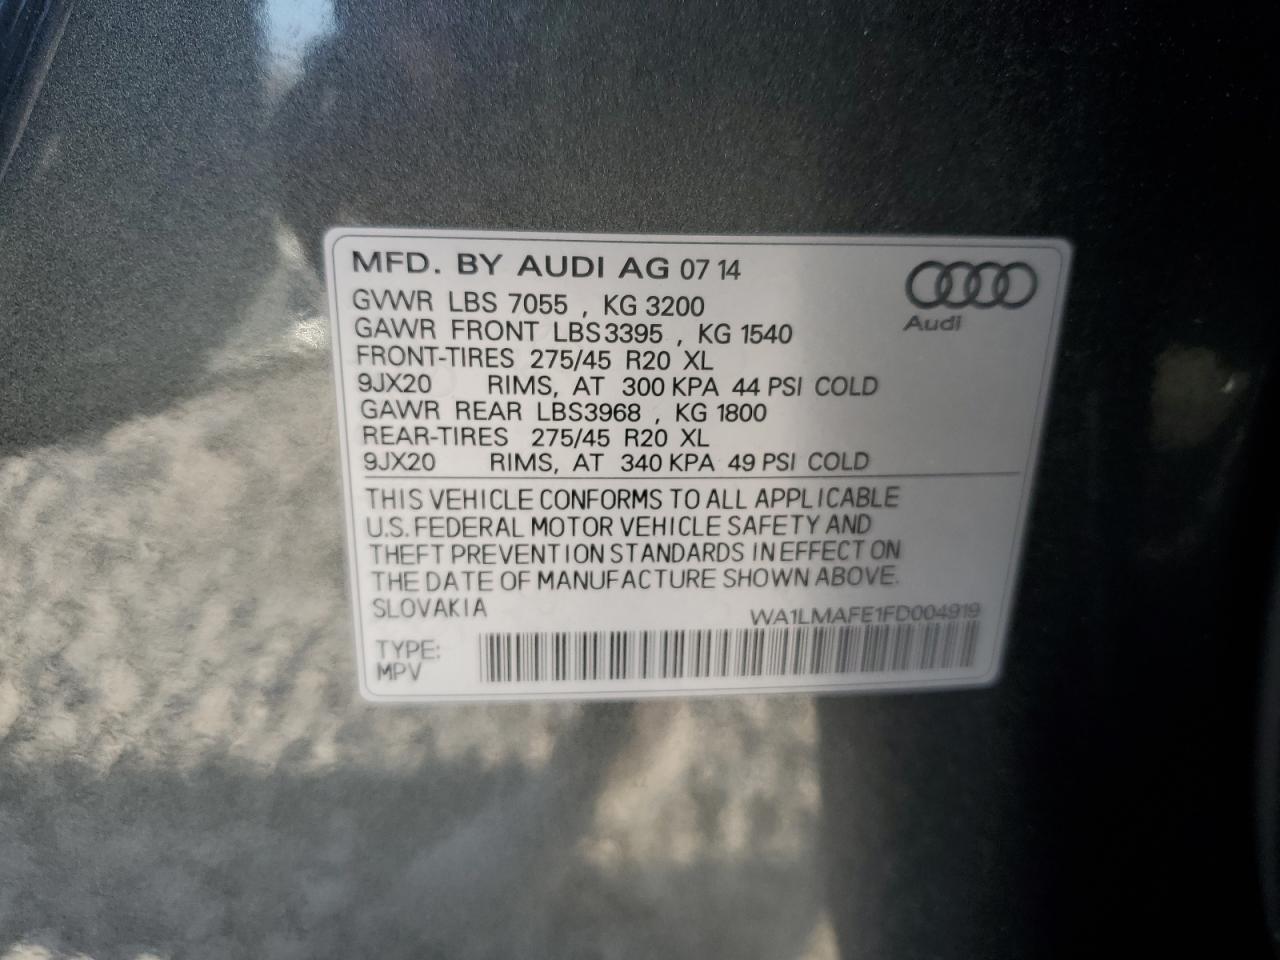 MFD. BY AUDI AG 07 14
Audi
GVWR LBS 7055 , KG 3200
GAWR FRONT LBS3395 , KG 1540
FRONT-TIRES 275/45 R20 XL
9JX20 RIMS, AT 300 KPA 44 PSI COLD
GAWR REAR LBS3968 , KG 1800
REAR-TIRES 275/45 R20 XL
9JX20 RIMS, AT 340 KPA 49 PSI COLD
THIS VEHICLE CONFORMS TO ALL APPLICABLE
U.S. FEDERAL MOTOR VEHICLE SAFETY AND
THEFT PREVENTION STANDARDS IN EFFECT ON
THE DATE OF MANUFACTURE SHOWN ABOVE.
SLOVAKIA
WA1LMAFE1FD004919
TYPE:
MPV